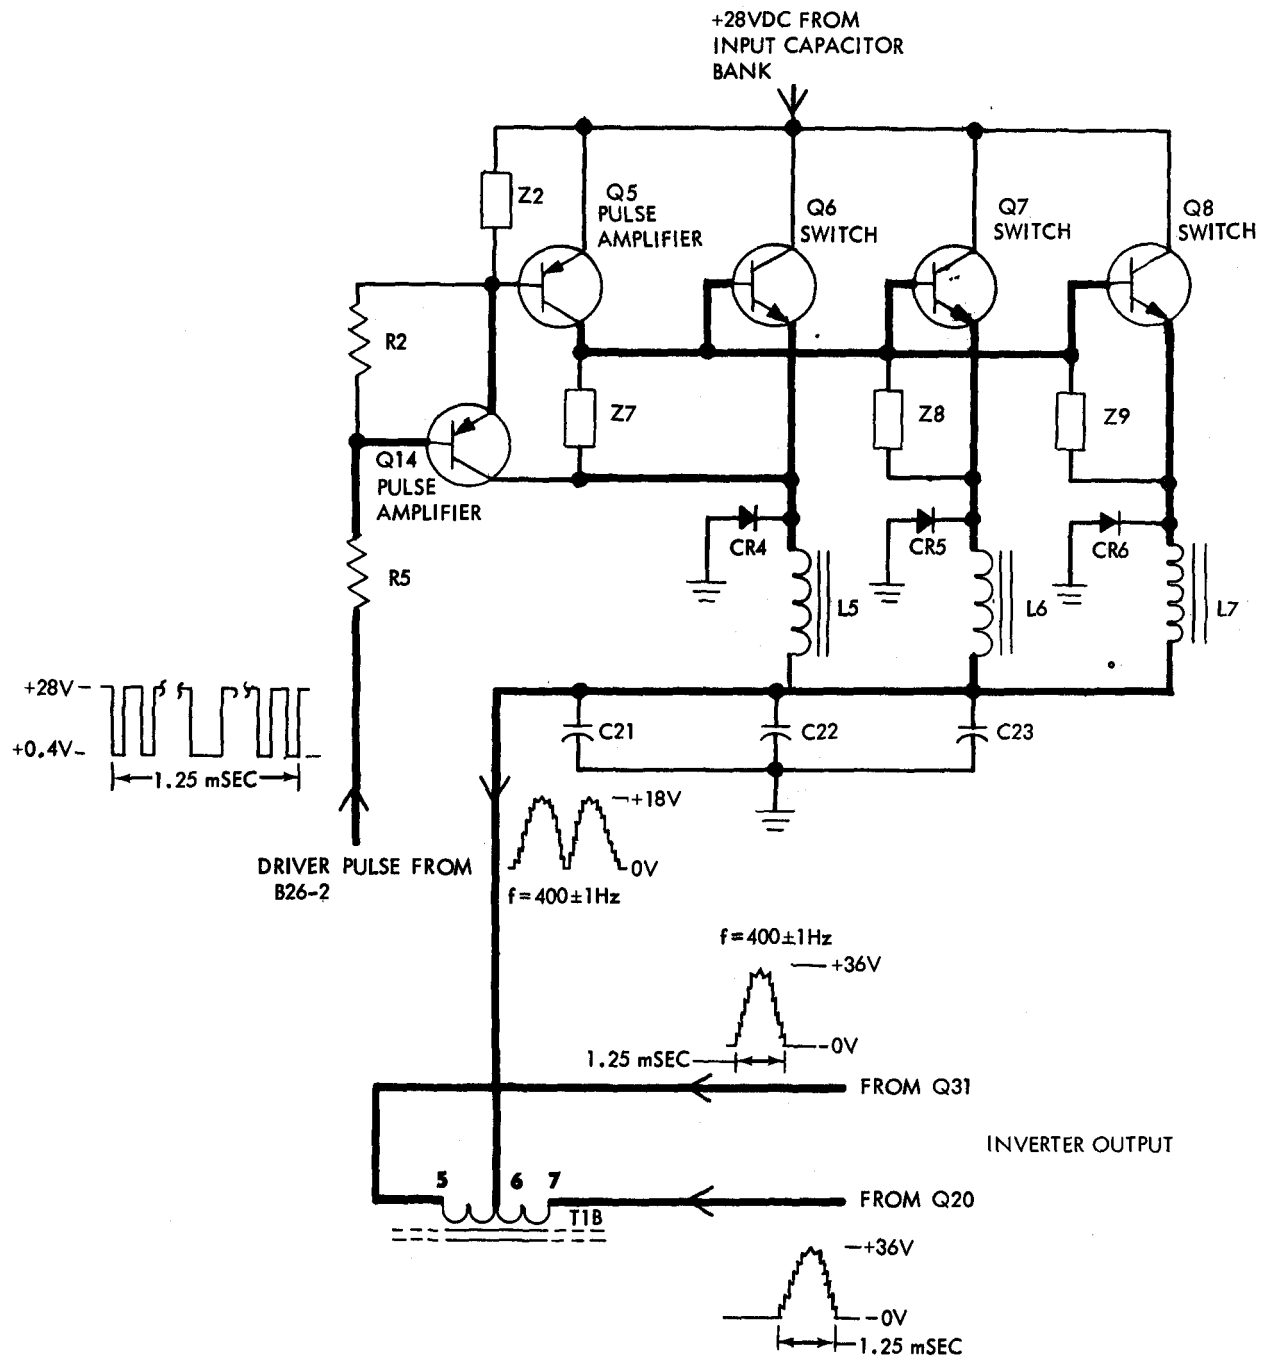 +28VDC FROM
INPUT CAPACITOR
BANK
Z2
Q5
PULSE
AMPLIFIER
Q6
SWITCH
Q7
SWITCH
Q8
SWITCH
R2
Z7
Z8
Z9
Q14
PULSE
AMPLIFIER
CR4
CR5
CR6
R5
L5
L6
L7
+28V
+0.4V
1.25 mSEC
C21
C22
C23
+18V
0V
f=400±1Hz
DRIVER PULSE FROM
B26-2
f=400±1Hz
+36V
0V
1.25 mSEC
FROM Q31
INVERTER OUTPUT
5 6 7
FROM Q20
T1B
+36V
0V
1.25 mSEC